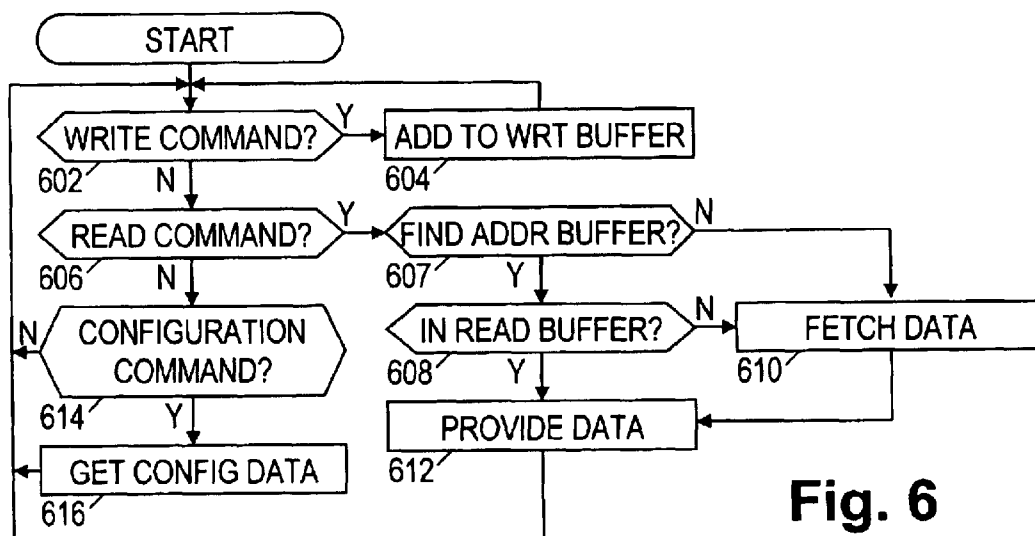 START
WRITE COMMAND?
Y
ADD TO WRT BUFFER
602
N
604
READ COMMAND?
Y
FIND ADDR BUFFER?
N
606
N
607
Y
CONFIGURATION
COMMAND?
N
IN READ BUFFER?
N
FETCH DATA
608
Y
610
614
Y
PROVIDE DATA
GET CONFIG DATA
612
616
Fig. 6